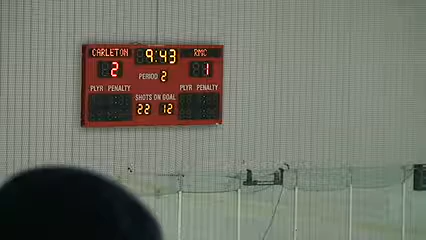 CARLETON 9:43 RMC
2 PERIOD 2 1
PLYR PENALTY PLYR PENALTY
SHOTS ON GOAL
22 12